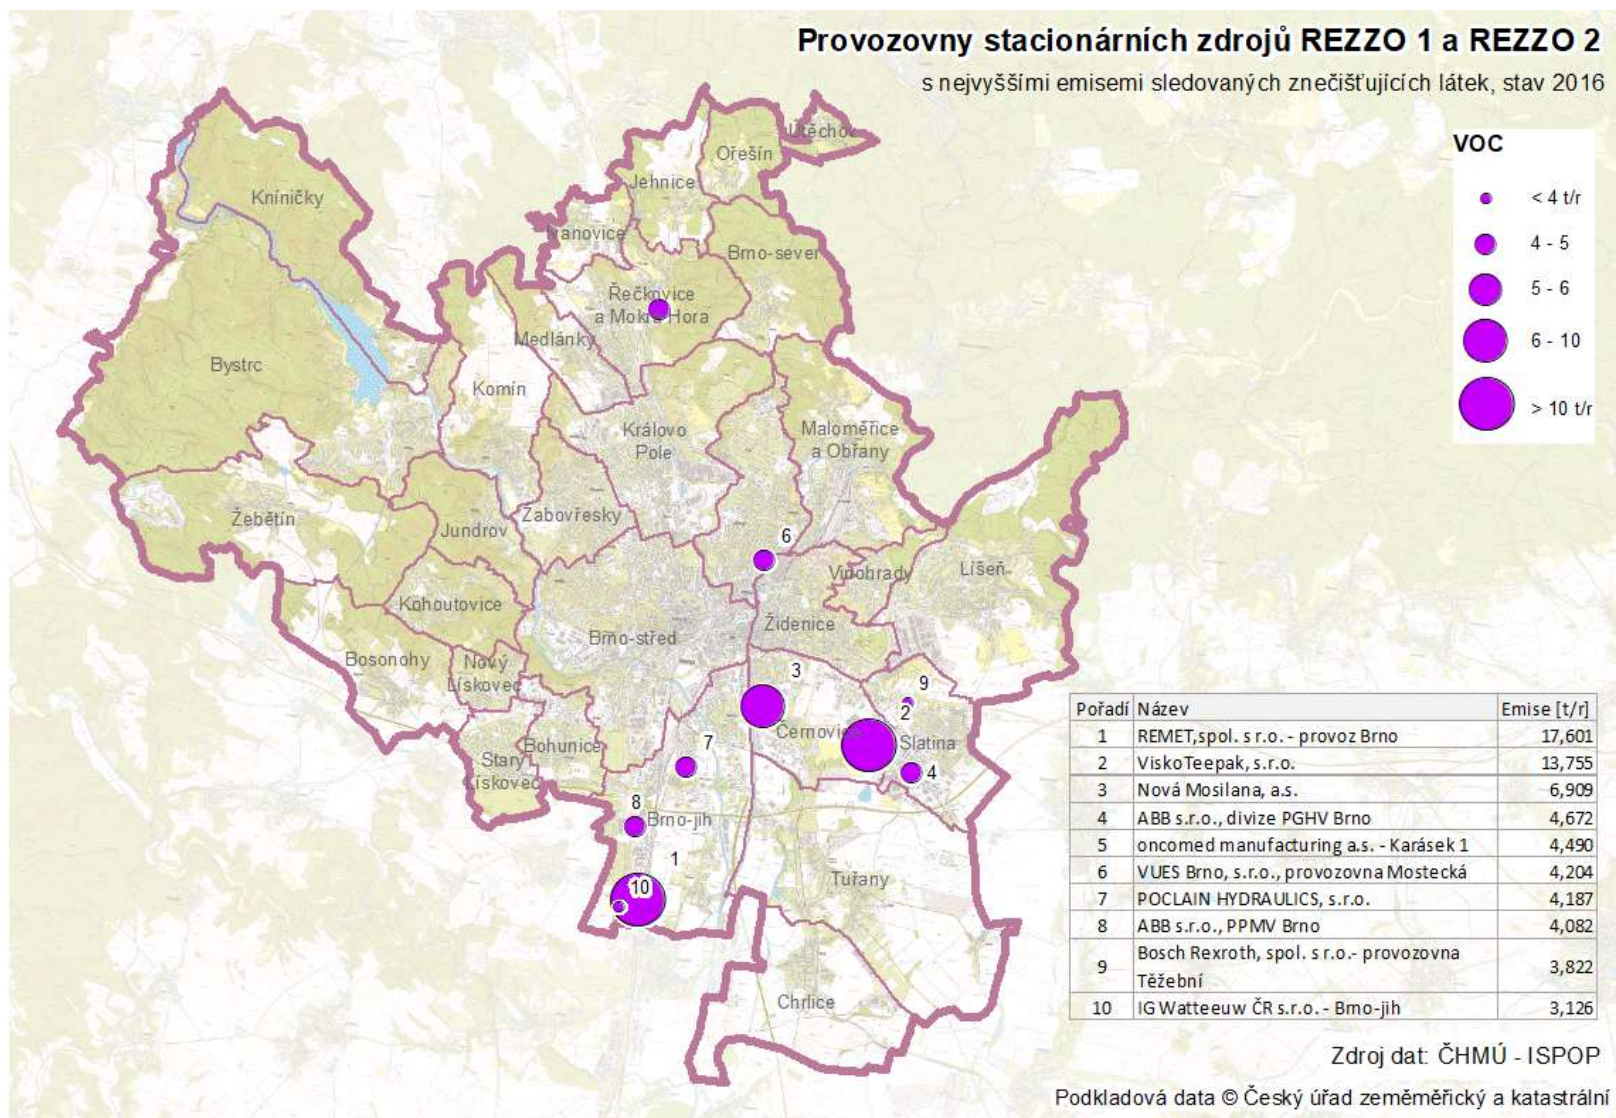 Provozovny stacionárních zdrojů REZZO 1 a REZZO 2
s nejvyššími emisemi sledovaných znečišťujících látek, stav 2016
VOC
< 4 t/r
4 - 5
5 - 6
6 - 10
> 10 t/r
Útěchov
Ořešín
Jehnice
Kníničky
Ivanovice
Brno-sever
Řečkovice
a Mokrá Hora
Medlánky
Bystrc
Komín
Královo
Pole
Maloměřice
a Obřany
Žebětín
Jundrov
Žabovřesky
6
Vinohrady
Líšeň
Kohoutovice
Židenice
Brno-střed
Bosonohy
Nový
Lískovec
3
9
2
Černovice
Slatina
Bohunice
7
4
Starý
Lískovec
8
Brno-jih
1
10
Tuřany
Chrlice
Pořadí Název Emise [t/r]
1 REMET,spol. s r.o. - provoz Brno 17,601
2 ViskoTeepak, s.r.o. 13,755
3 Nová Mosilana, a.s. 6,909
4 ABB s.r.o., divize PGHV Brno 4,672
5 oncomed manufacturing a.s. - Karásek 1 4,490
6 VUES Brno, s.r.o., provozovna Mostecká 4,204
7 POCLAIN HYDRAULICS, s.r.o. 4,187
8 ABB s.r.o., PPMV Brno 4,082
9 Bosch Rexroth, spol. s r.o.- provozovna
Těžební 3,822
10 IG Watteeuw ČR s.r.o. - Brno-jih 3,126
Zdroj dat: ČHMÚ - ISPOP
Podkladová data © Český úřad zeměměřický a katastrální